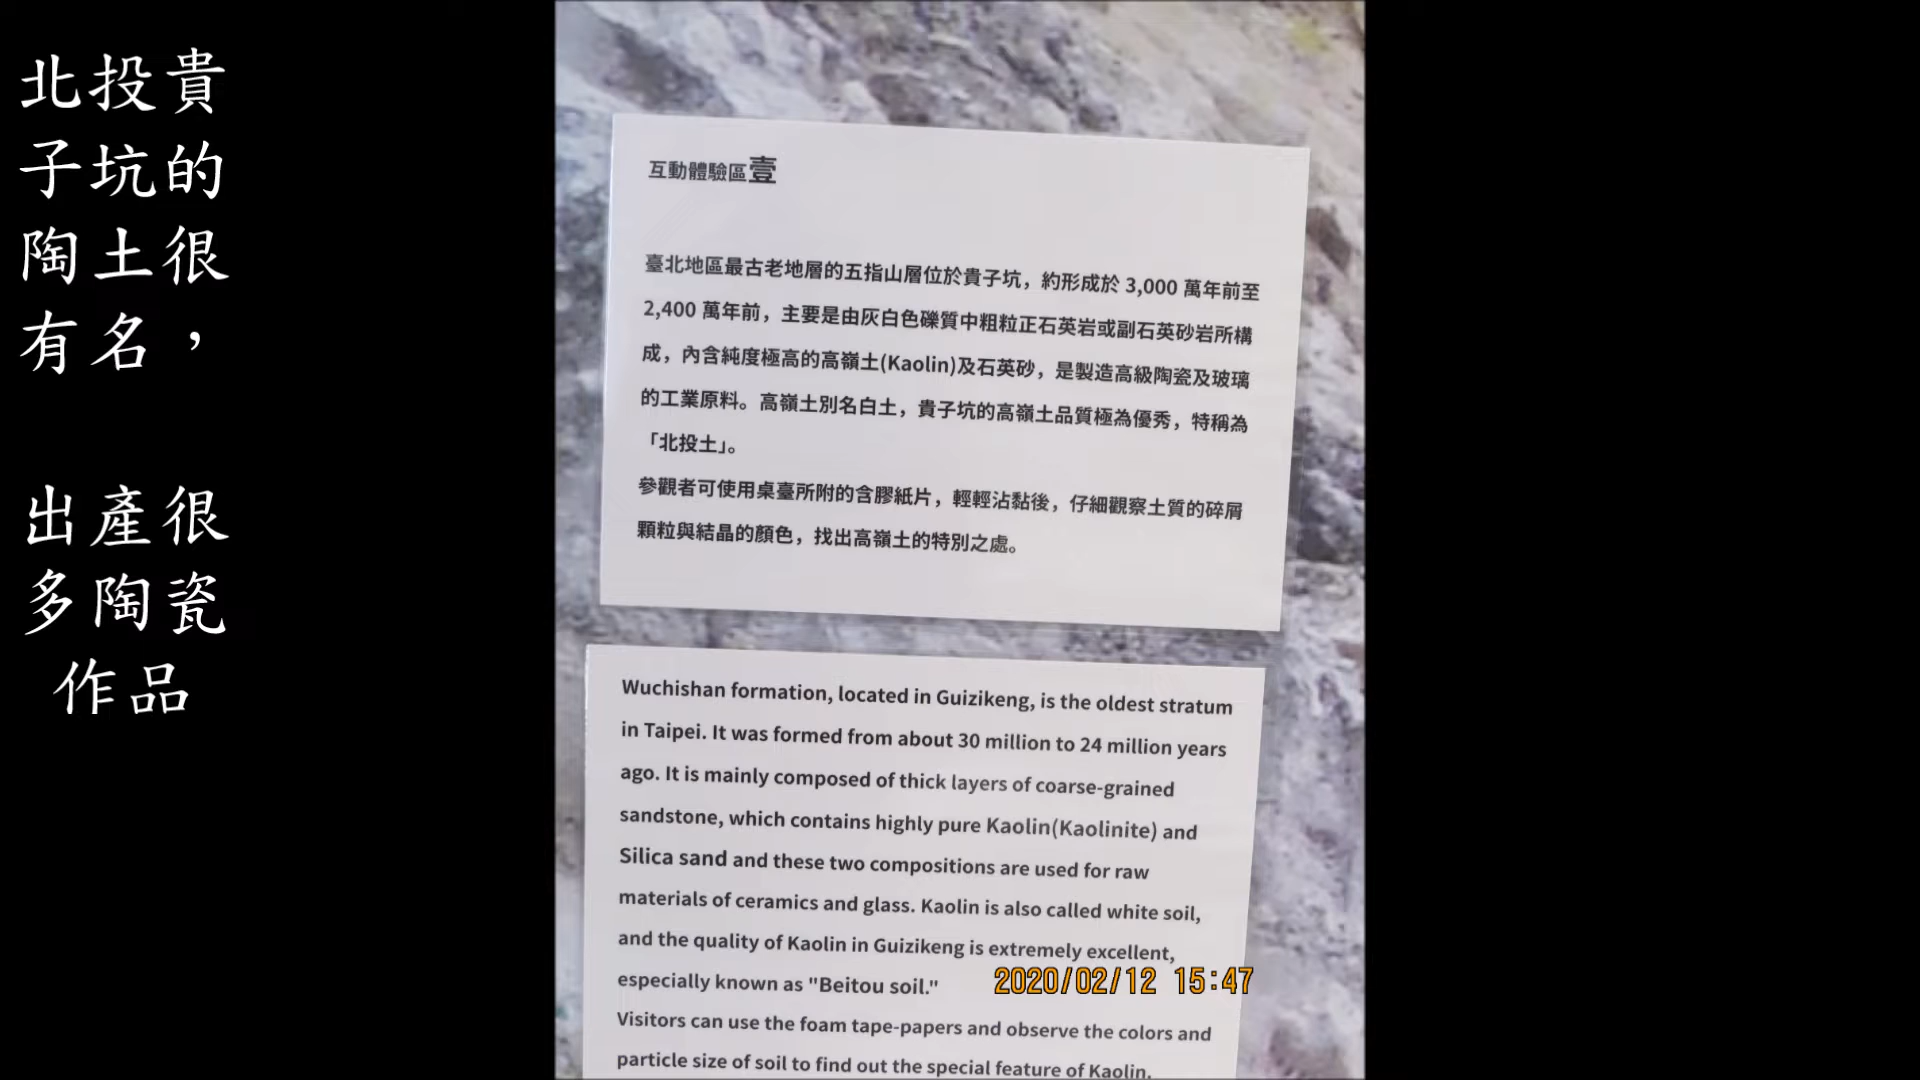 北投貴
子坑的
陶土很
有名，
出產很
多陶瓷
作品
互動體驗區壹
臺北地區最古老地層的五指山層位於貴子坑，約形成於 3,000 萬年前至
2,400 萬年前，主要是由灰白色礫質中粗粒正石英岩或副石英砂岩所構
成，內含純度極高的高嶺土(Kaolin)及石英砂，是製造高級陶瓷及玻璃
的工業原料。高嶺土別名白土，貴子坑的高嶺土品質極為優秀，特稱為
「北投土」。
參觀者可使用桌臺所附的含膠紙片，輕輕沾黏後，仔細觀察土質的碎屑
顆粒與結晶的顏色，找出高嶺土的特別之處。
Wuchishan formation, located in Guizikeng, is the oldest stratum
in Taipei. It was formed from about 30 million to 24 million years
ago. It is mainly composed of thick layers of coarse-grained
sandstone, which contains highly pure Kaolin(Kaolinite) and
Silica sand and these two compositions are used for raw
materials of ceramics and glass. Kaolin is also called white soil,
and the quality of Kaolin in Guizikeng is extremely excellent,
especially known as "Beitou soil."
2020/02/12 15:47
Visitors can use the foam tape-papers and observe the colors and
particle size of soil to find out the special feature of Kaolin.